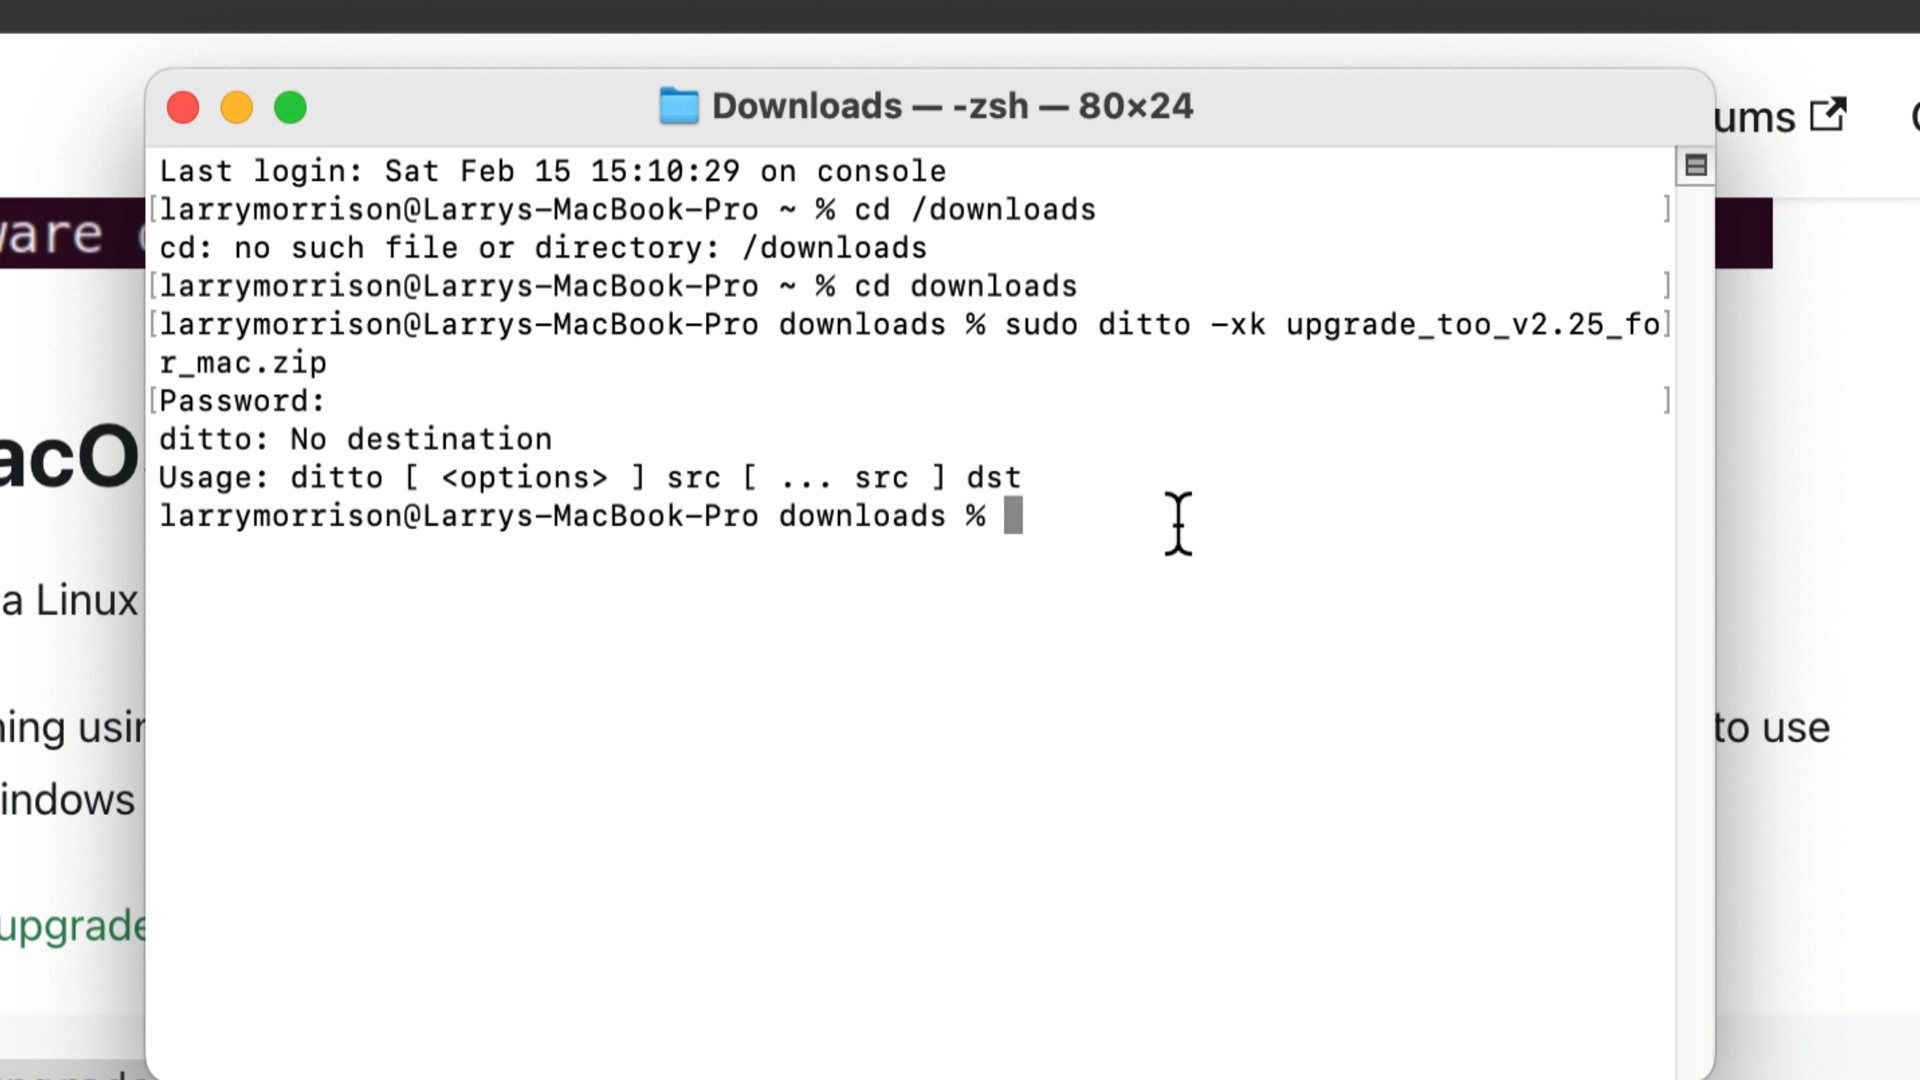 Downloads — -zsh — 80×24
ums
ware
Last login: Sat Feb 15 15:10:29 on console
[larrymorrison@Larrys-MacBook-Pro ~ % cd /downloads ]
cd: no such file or directory: /downloads
[larrymorrison@Larrys-MacBook-Pro ~ % cd downloads ]
[larrymorrison@Larrys-MacBook-Pro downloads % sudo ditto -xk upgrade_too_v2.25_fo]
r_mac.zip
[Password: ]
ditto: No destination
Usage: ditto [ <options> ] src [ ... src ] dst
larrymorrison@Larrys-MacBook-Pro downloads %
acO
a Linux
ning usin
to use
indows
upgrade